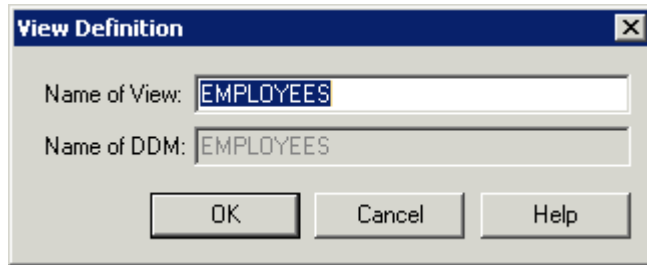 View Definition
Name of View: EMPLOYEES
Name of DDM: EMPLOYEES
OK Cancel Help